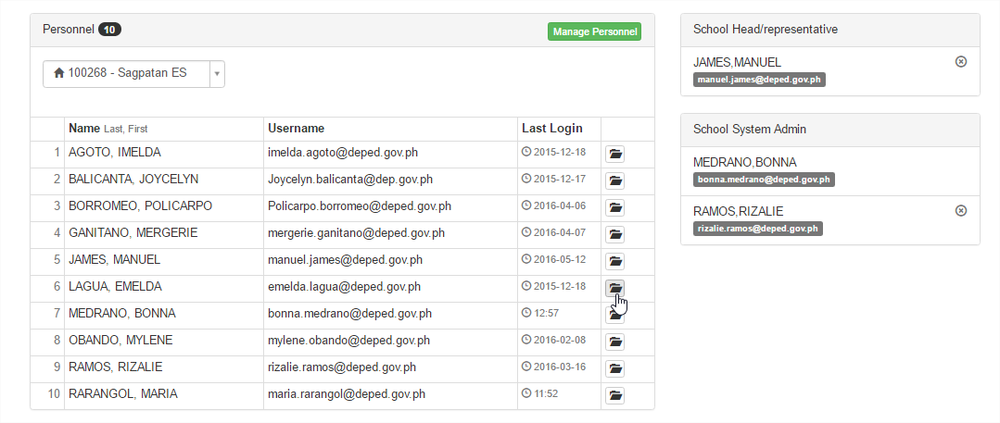 Personnel 10
Manage Personnel
100268 - Sagpatan ES
Name Last, First Username Last Login
1 AGOTO, IMELDA imelda.agoto@deped.gov.ph 2015-12-18
2 BALICANTA, JOYCELYN Joycelyn.balicanta@dep.gov.ph 2015-12-17
3 BORROMEO, POLICARPO Policarpo.borromeo@deped.gov.ph 2016-04-06
4 GANITANO, MERGERIE mergerie.ganitano@deped.gov.ph 2016-04-07
5 JAMES, MANUEL manuel.james@deped.gov.ph 2016-05-12
6 LAGUA, EMELDA emelda.lagua@deped.gov.ph 2015-12-18
7 MEDRANO, BONNA bonna.medrano@deped.gov.ph 12:57
8 OBANDO, MYLENE mylene.obando@deped.gov.ph 2016-02-08
9 RAMOS, RIZALIE rizalie.ramos@deped.gov.ph 2016-03-16
10 RARANGOL, MARIA maria.rarangol@deped.gov.ph 11:52
School Head/representative
JAMES,MANUEL
manuel.james@deped.gov.ph
School System Admin
MEDRANO,BONNA
bonna.medrano@deped.gov.ph
RAMOS,RIZALIE
rizalie.ramos@deped.gov.ph